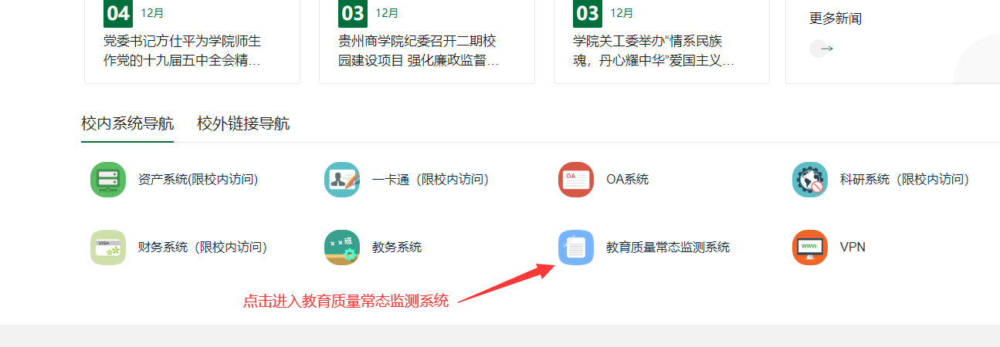 04 12月
党委书记方仕平为学院师生
作党的十九届五中全会精…
03 12月
贵州商学院纪委召开二期校
园建设项目 强化廉政监督…
03 12月
学院关工委举办“情系民族
魂，丹心耀中华”爱国主义…
更多新闻
校内系统导航 校外链接导航
资产系统(限校内访问)
一卡通（限校内访问）
OA
OA系统
科研系统（限校内访问）
VISA
财务系统（限校内访问）
××班
教务系统
教育质量常态监测系统
WWW.
VPN
点击进入教育质量常态监测系统